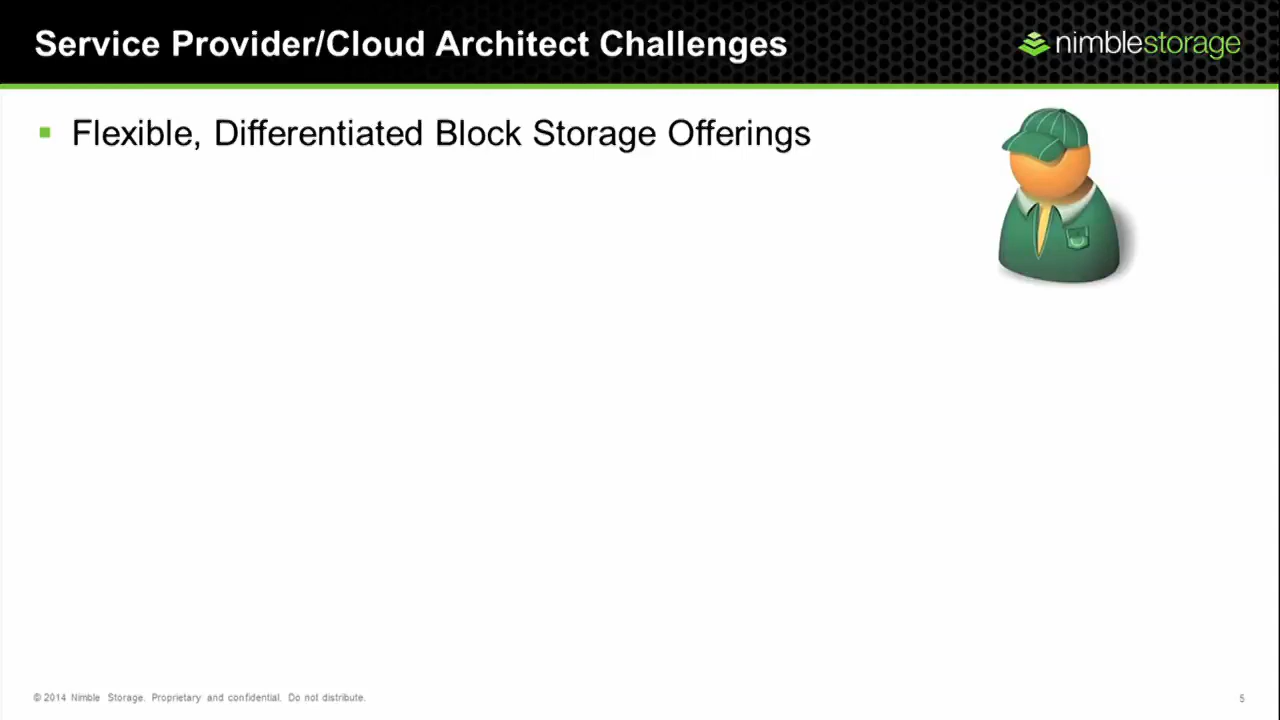 Service Provider/Cloud Architect Challenges
nimblestorage
Flexible, Differentiated Block Storage Offerings
© 2014 Nimble Storage. Proprietary and confidential. Do not distribute.
5